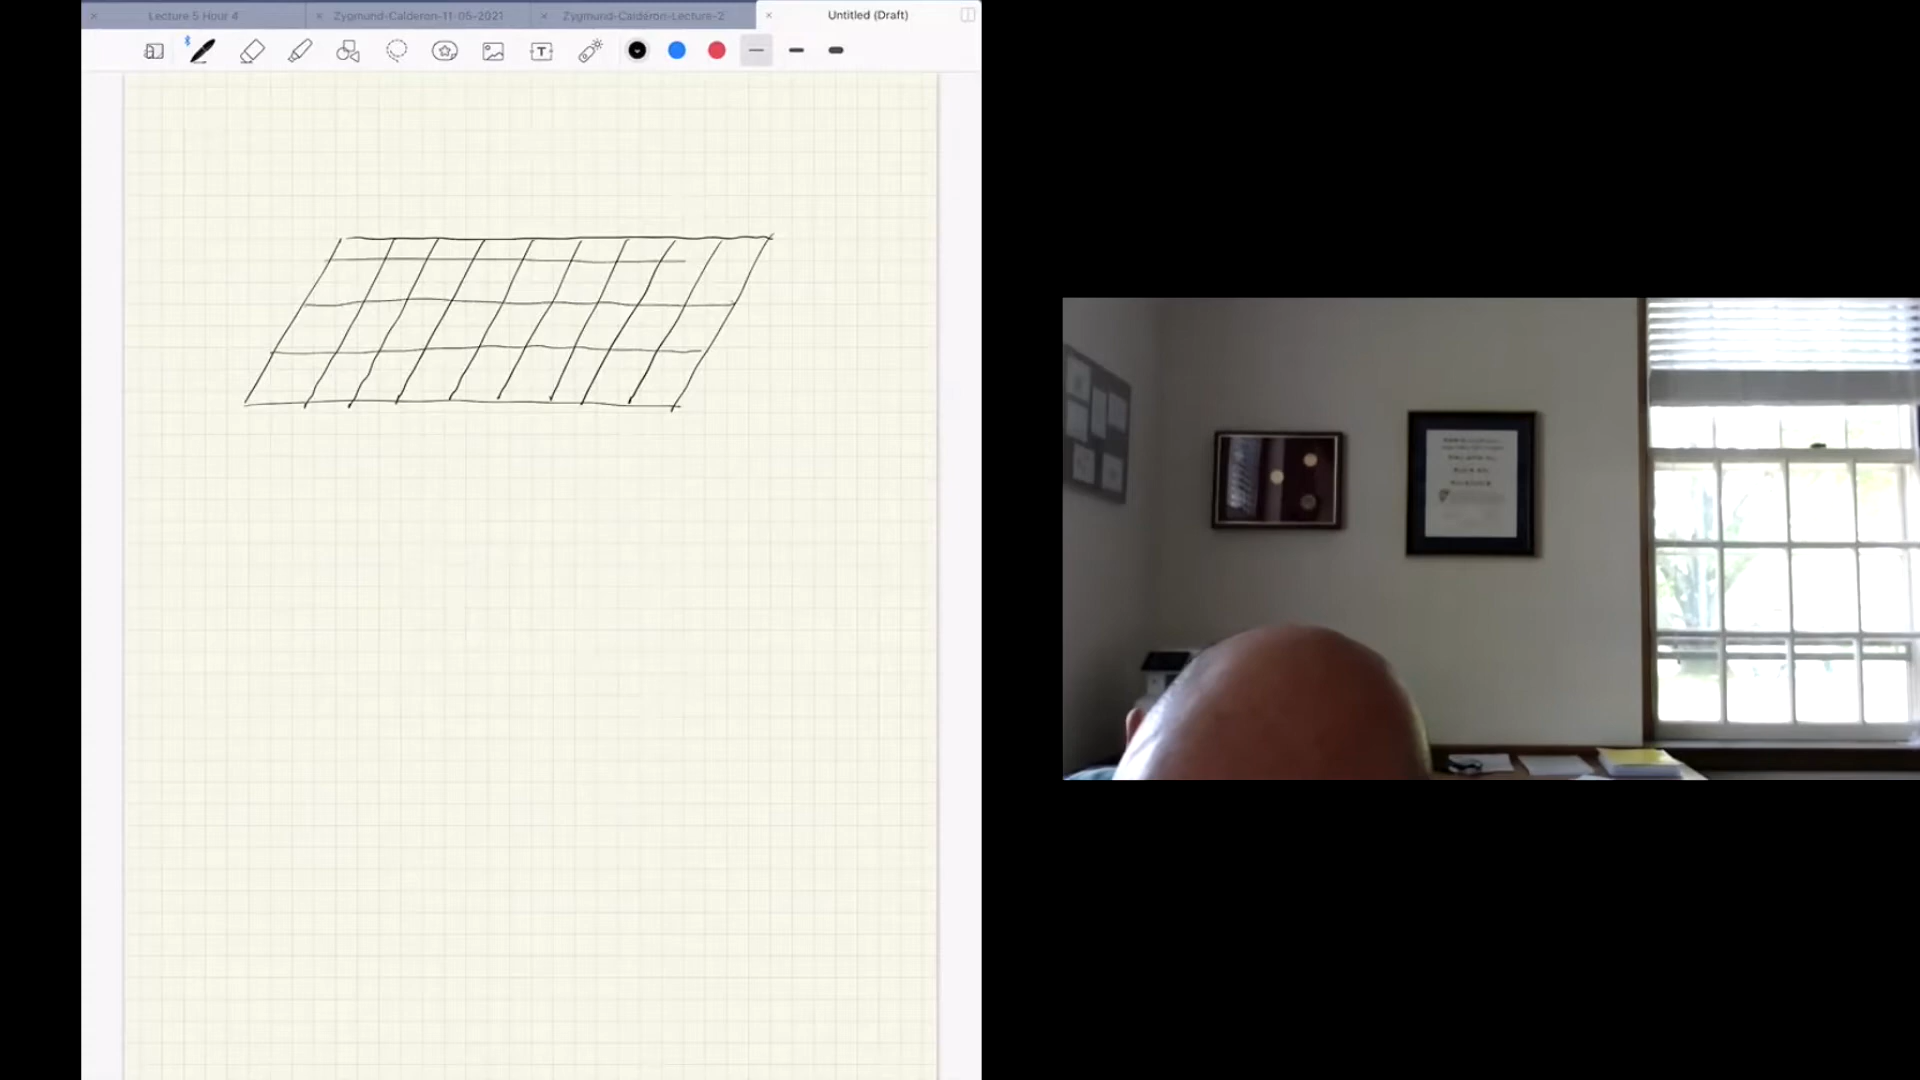 Lecture 5 Hour 4
Zygmund-Calderon-11-05-2021
Zygmund-Calderon-Lecture-2
Untitled (Draft)
T